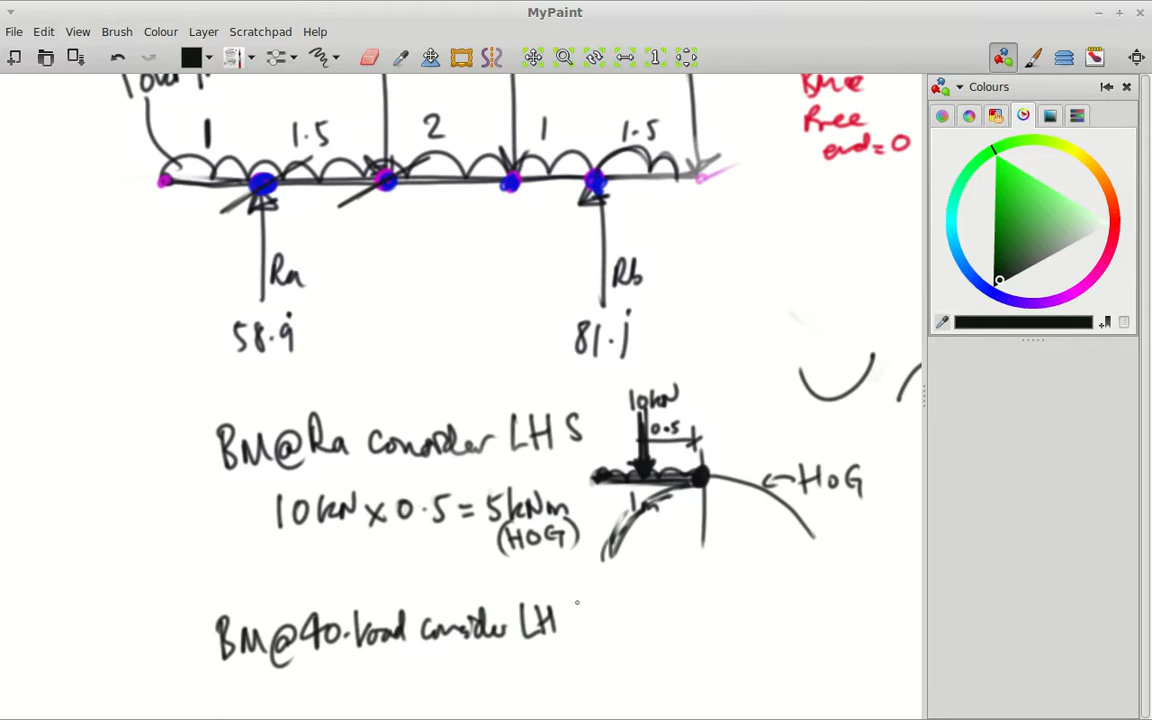 MyPaint
File Edit View Brush Colour Layer Scratchpad Help
Colours
BM @
Free
end = 0
1 1.5 2 1 1.5
Ra
Rb
58.9
81.1
10kN
0.5
BM@Ra consider LHS
HOG
1m
10kN x 0.5 = 5kNm
(HOG)
BM@40.load consider LH